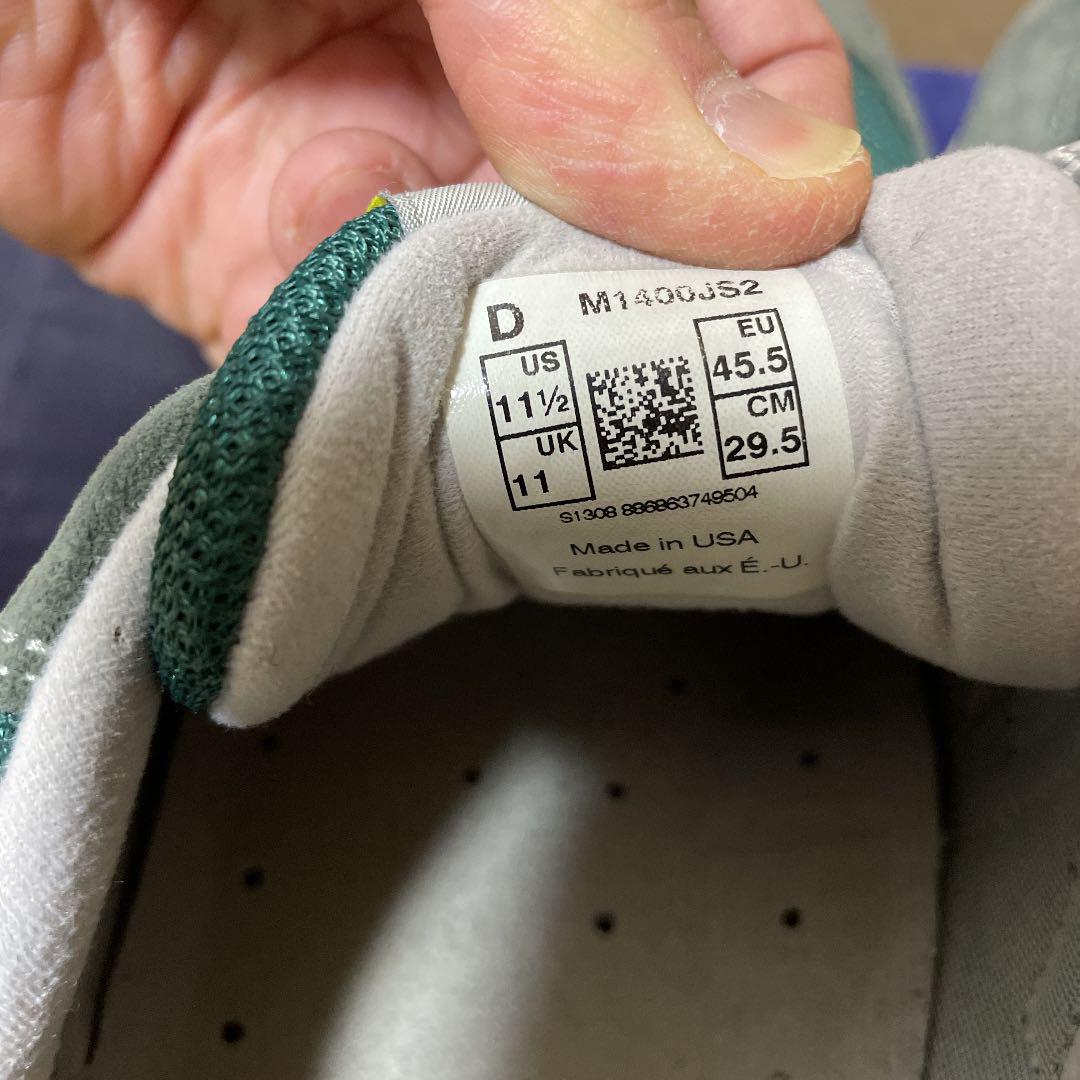 D M1400JS2
US
11½
UK
11
EU
45.5
CM
29.5
S1308 886863749504
Made in USA
Fabriqué aux É.-U.